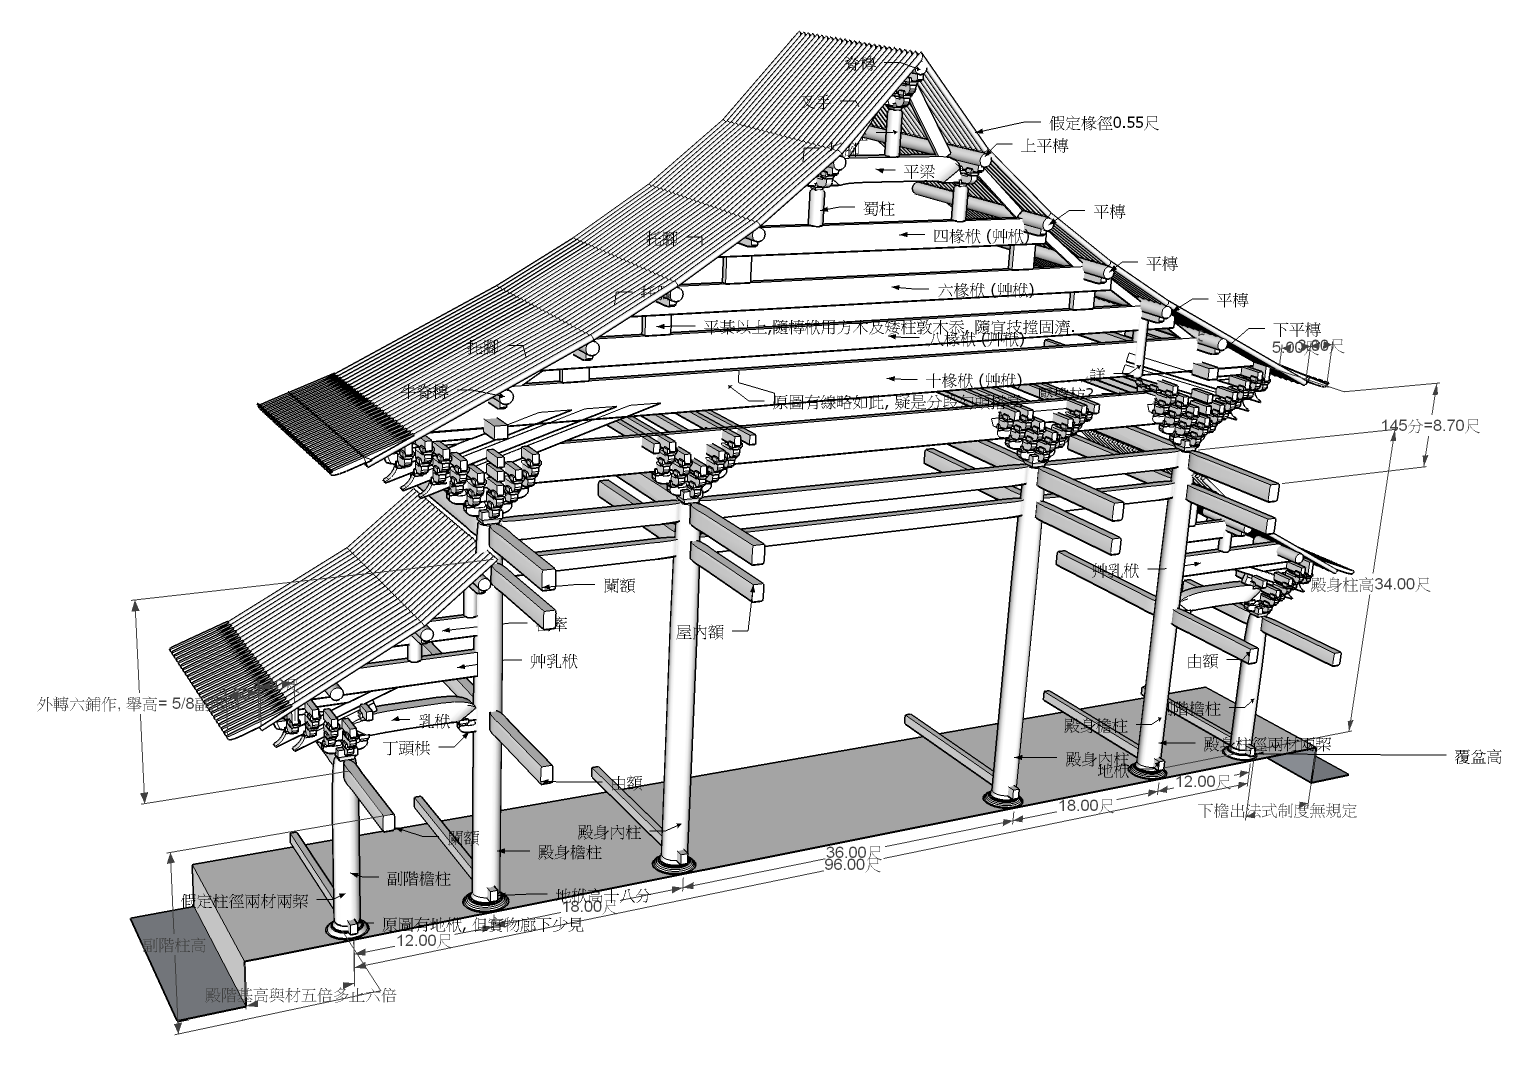 脊槫
叉手
假定椽徑0.55尺
上平槫
平梁
蜀柱
平槫
四椽栿 (艸栿)
托腳
平槫
六椽栿 (艸栿)
平槫
平棊以上,隨槫栿用方木及矮柱敦木忝, 隨宜技撐固濟.
下平槫
八椽栿 (艸栿)
托腳
十椽栿 (艸栿)
詳
牛脊槫
原圖有線略如此, 疑是分段
145分=8.70尺
闌額
艸乳栿
殿身柱高34.00尺
屋內額
艸乳栿
由額
外轉六鋪作, 舉高= 5/8
乳栿
丁頭栱
階檐柱
殿身檐柱
殿身柱徑兩材兩栔
覆盆高
殿身內柱
地栿
由額
12.00尺
18.00尺
下檐出法式制度無規定
闌額
殿身內柱
殿身檐柱
36.00尺
96.00尺
副階檐柱
假定柱徑兩材兩栔
地栿高十八分
18.00尺
原圖有地栿, 但實物廊下少見
12.00尺
副階柱高
殿階基高與材五倍多止六倍